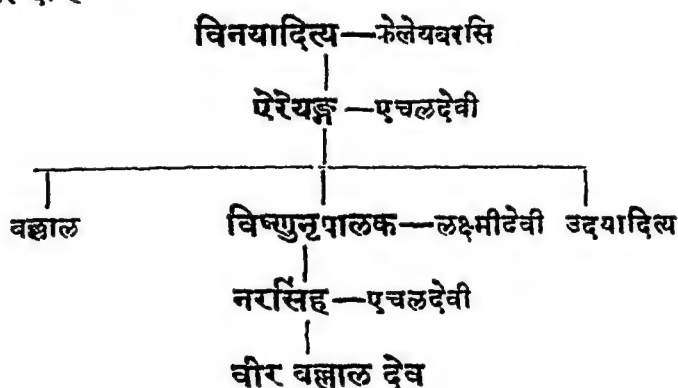 विनयादित्य—केलेयबरसि
ऐरेयङ्ग—एचलदेवी
वल्लाल विष्णुनृपालक—लक्ष्मीदेवी उदयादित्य
नरसिंह—एचलदेवी
वीर वल्लाल देव